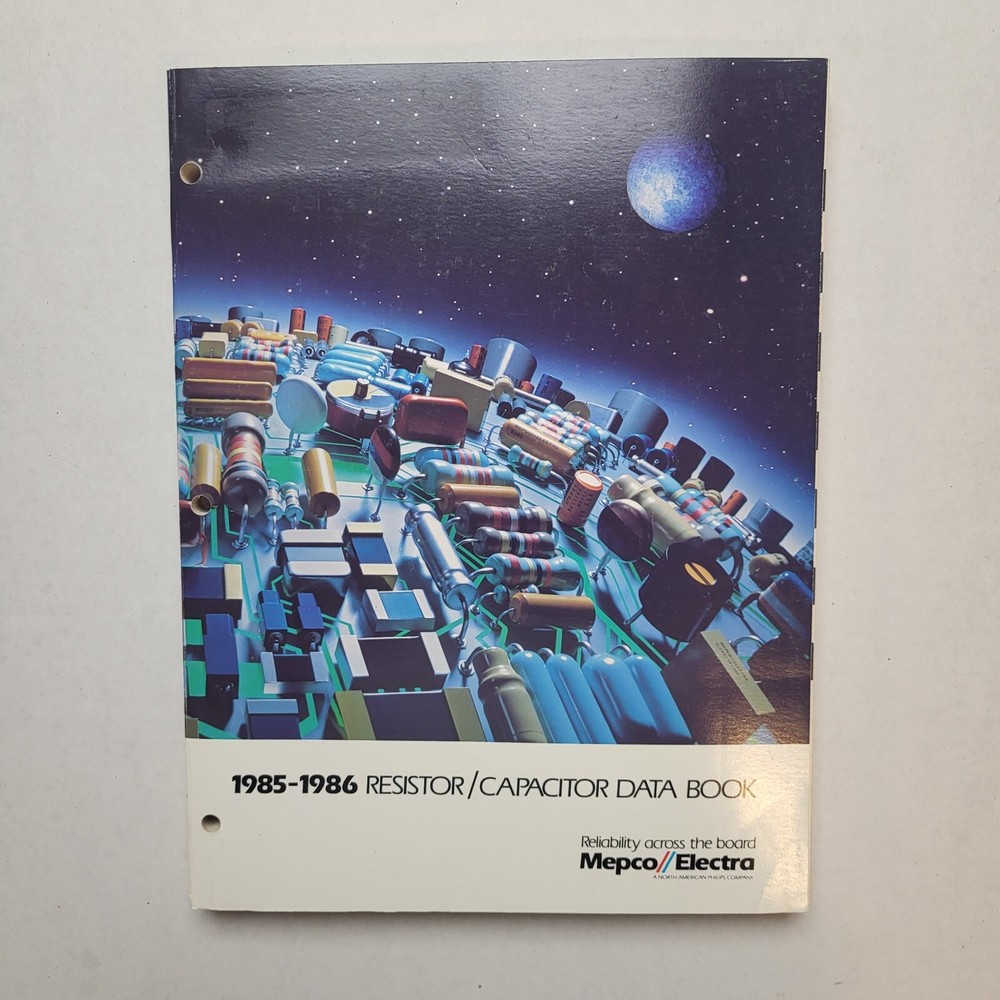 1985-1986 RESISTOR/CAPACITOR DATA BOOK
Reliability across the board
Mepco//Electra
A NORTH AMERICAN PHILIPS COMPANY